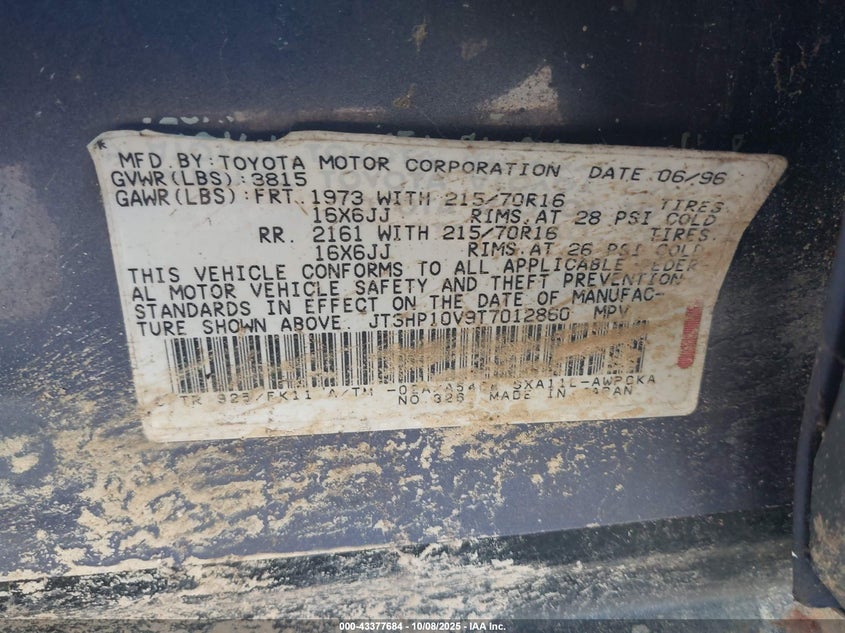 MFD.BY:TOYOTA MOTOR CORPORATION DATE 06/96
GVWR(LBS):3815
GAWR(LBS):FRT. 1973 WITH 215/70R16 TIRES
16X6JJ RIMS.AT 28 PSI COLD
RR. 2161 WITH 215/70R16 TIRES.
16X6JJ RIMS.AT 26 PSI COLD
THIS VEHICLE CONFORMS TO ALL APPLICABLE FEDER-
AL MOTOR VEHICLE SAFETY AND THEFT PREVENTION
STANDARDS IN EFFECT ON THE DATE OF MANUFAC-
TURE SHOWN ABOVE. JT3HP10V9T7012860 MPV
TR 925/FK11 A/TM SXA11L-AWPGKA
NO.326 MADE IN JAPAN
000-43377684 - 10/08/2025 - IAA Inc.